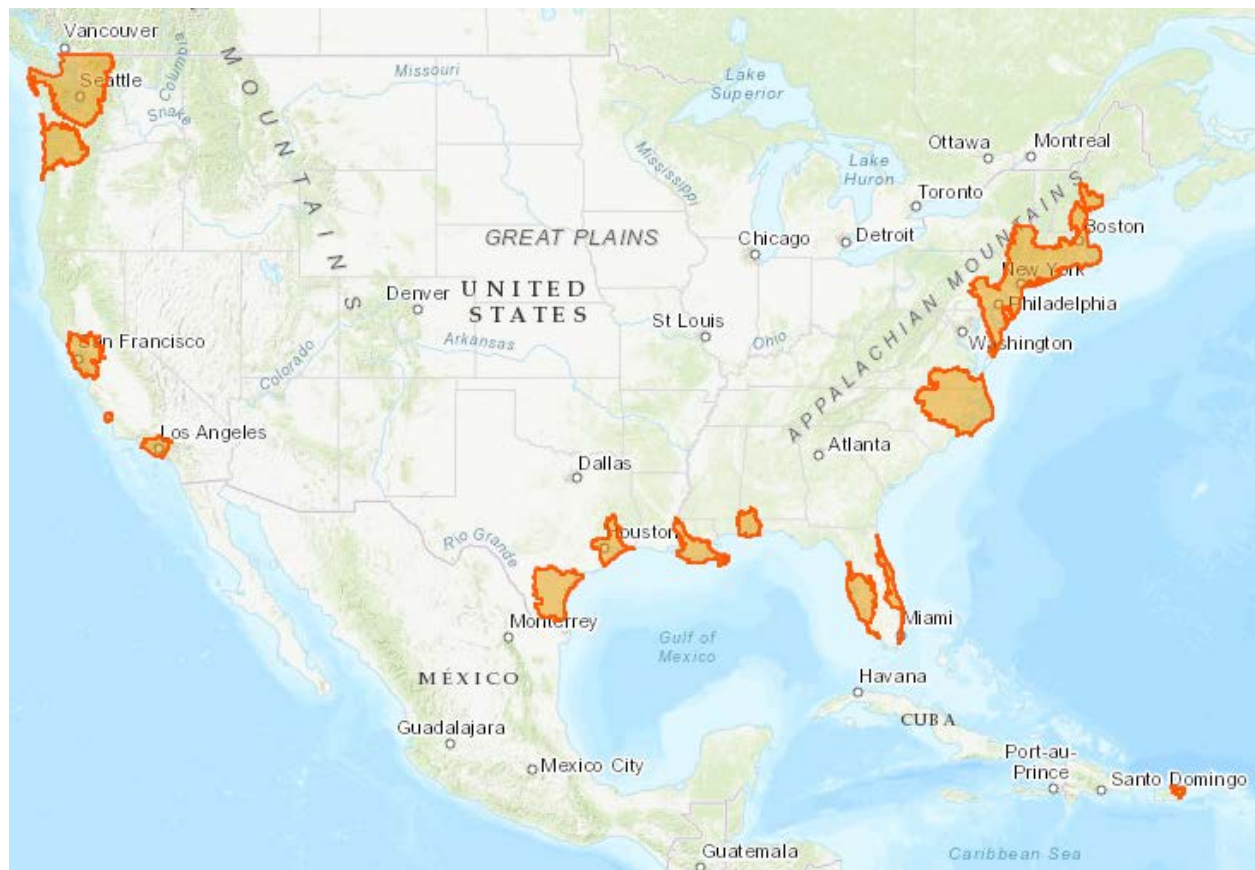 Vancouver
Seattle
Columbia
Snake
MOUNTAINS
Missouri
Lake
Superior
Mississippi
Lake
Huron
Ottawa
Montreal
Toronto
Boston
GREAT PLAINS
Chicago
Detroit
New York
Philadelphia
Washington
Denver
UNITED
STATES
St Louis
Ohio
APPALACHIAN MOUNTAINS
San Francisco
Colorado
Arkansas
Los Angeles
Atlanta
Dallas
Houston
Rio Grande
Monterrey
Miami
Gulf of
Mexico
MÉXICO
Havana
CUBA
Guadalajara
Mexico City
Port-au-
Prince
Santo Domingo
Guatemala
Caribbean Sea